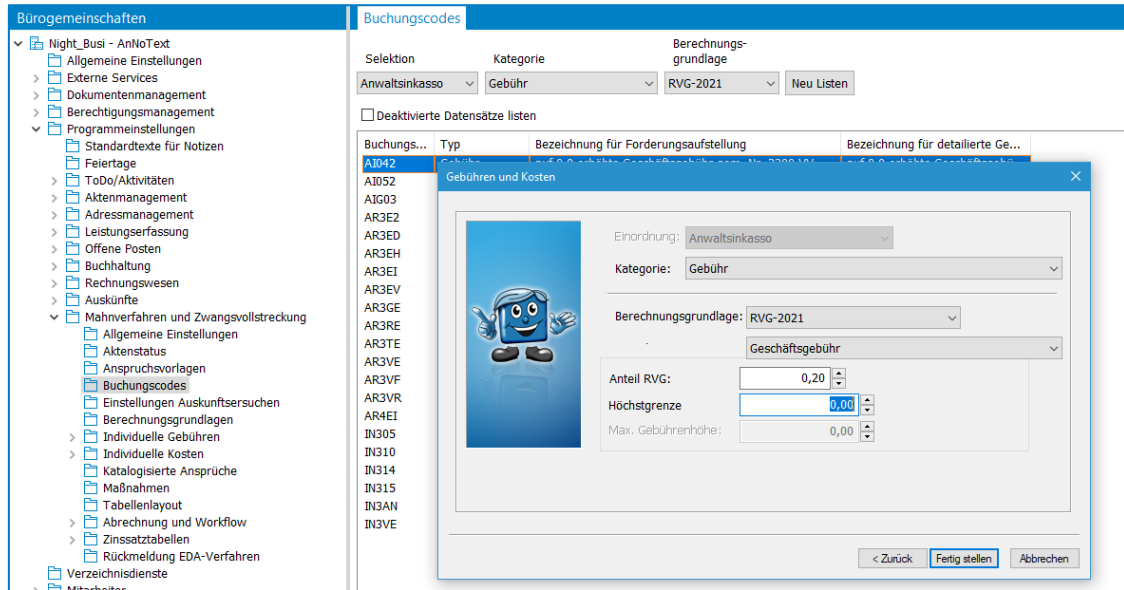 Bürogemeinschaften
Night_Busi - AnNoText
Allgemeine Einstellungen
Externe Services
Dokumentenmanagement
Berechtigungsmanagement
Programmeinstellungen
Standardtexte für Notizen
Feiertage
ToDo/Aktivitäten
Aktenmanagement
Adressmanagement
Leistungserfassung
Offene Posten
Buchhaltung
Rechnungswesen
Auskünfte
Mahnverfahren und Zwangsvollstreckung
Allgemeine Einstellungen
Aktenstatus
Anspruchsvorlagen
Buchungscodes
Einstellungen Auskunftsersuchen
Berechnungsgrundlagen
Individuelle Gebühren
Individuelle Kosten
Katalogisierte Ansprüche
Maßnahmen
Tabellenlayout
Abrechnung und Workflow
Zinssatztabellen
Rückmeldung EDA-Verfahren
Verzeichnisdienste
Mitarbeiter
Buchungscodes
Selektion Kategorie Berechnungs-
grundlage
Anwaltsinkasso Gebühr RVG-2021 Neu Listen
Deaktivierte Datensätze listen
Buchungs... Typ Bezeichnung für Forderungsaufstellung Bezeichnung für detailierte Ge...
AI042 Gebühr
AI052
AIG03
AR3E2
AR3ED
AR3EH
AR3EI
AR3EV
AR3GE
AR3RE
AR3TE
AR3VE
AR3VF
AR3VR
AR4EI
IN305
IN310
IN314
IN315
IN3AN
IN3VE
Gebühren und Kosten
Einordnung: Anwaltsinkasso
Kategorie: Gebühr
Berechnungsgrundlage: RVG-2021
Geschäftsgebühr
Anteil RVG: 0,20
Höchstgrenze 0,00
Max. Gebührenhöhe: 0,00
< Zurück Fertig stellen Abbrechen